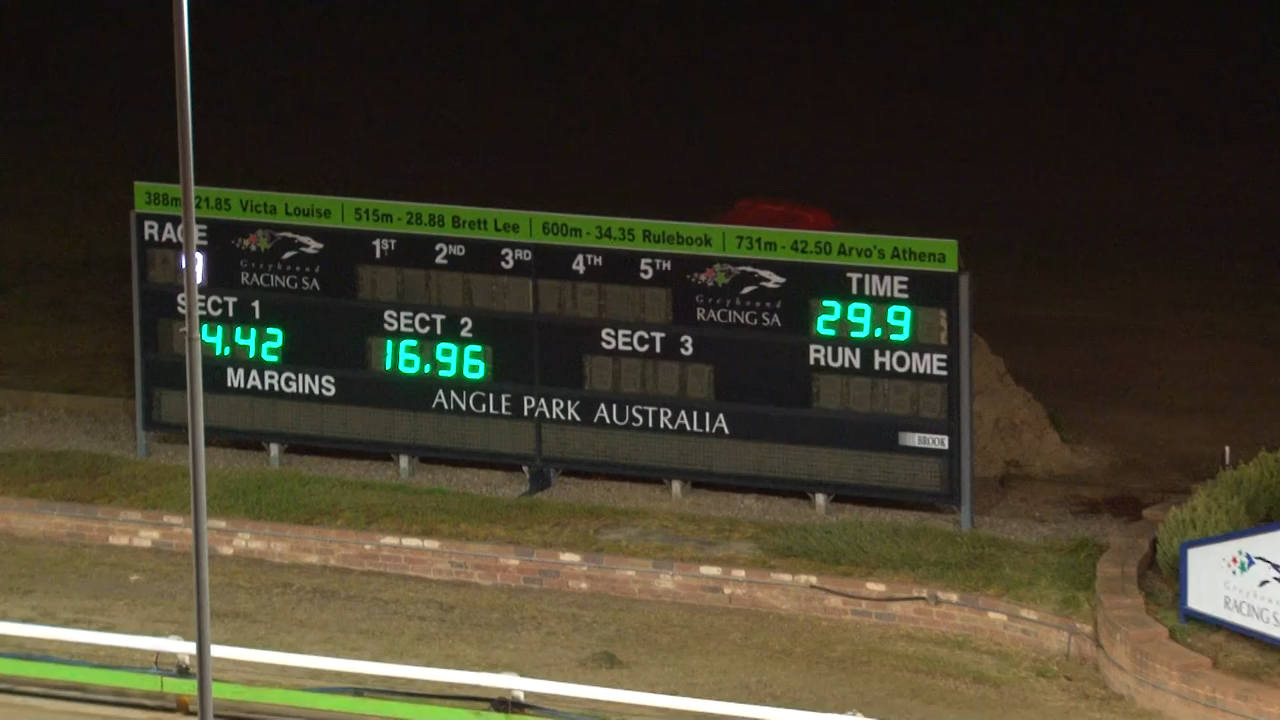 388m - 21.85 Victa Louise | 515m - 28.88 Brett Lee | 600m - 34.35 Rulebook | 731m - 42.50 Arvo's Athena
RACE
Greyhound
RACING SA
1ST 2ND 3RD 4TH 5TH
Greyhound
RACING SA
TIME
29.9
SECT 1
4.42
SECT 2
16.96
SECT 3
RUN HOME
MARGINS
ANGLE PARK AUSTRALIA
BROOK